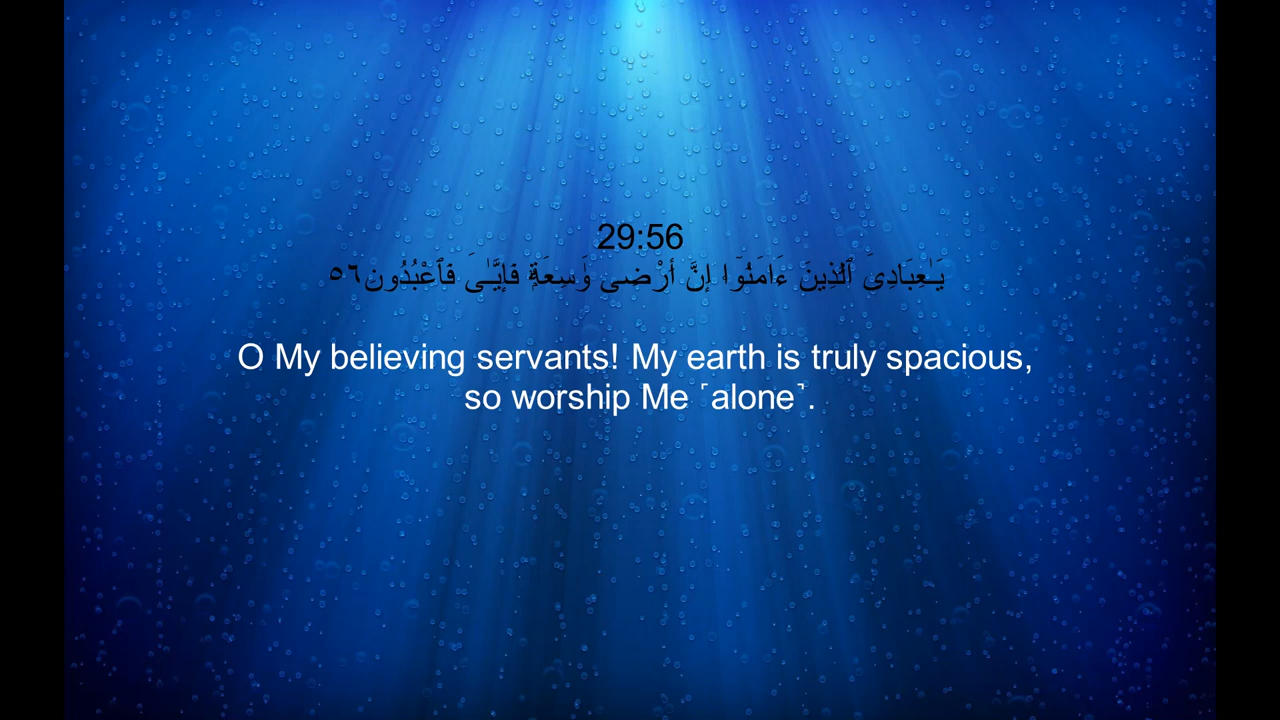 29:56
يَـٰعِبَادِىَ ٱلَّذِينَ ءَامَنُوٓا۟ إِنَّ أَرْضِى وَٰسِعَةٌ فَإِيَّـٰىَ فَٱعْبُدُونِ ٥٦
O My believing servants! My earth is truly spacious,
so worship Me ˹alone˺.